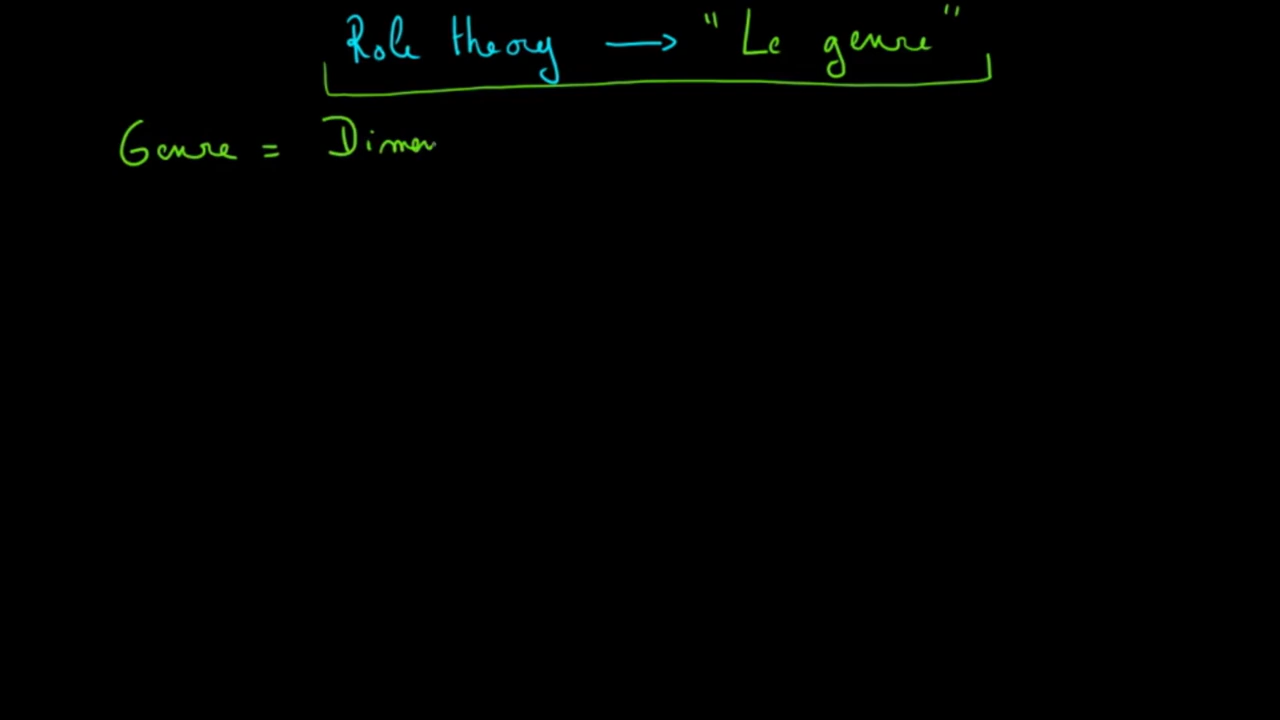 Role theory → "Le genre"
Genre = Dimen